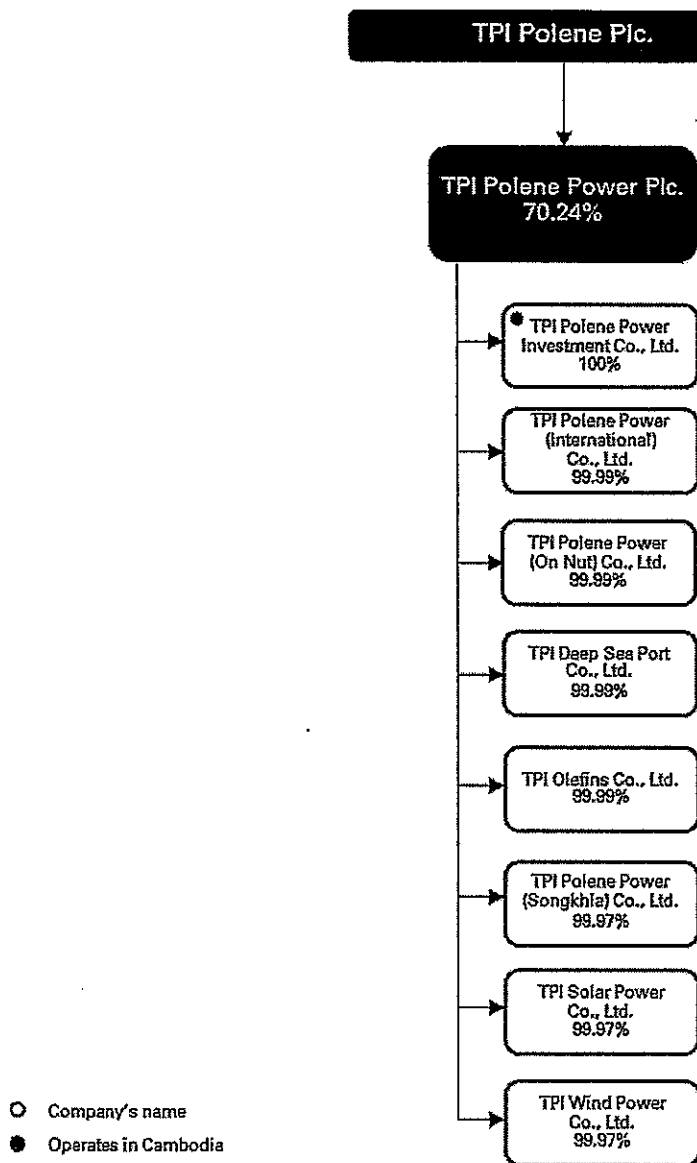 TPI Polene Plc.
TPI Polene Power Plc.
70.24%
TPI Polene Power
Investment Co., Ltd.
100%
TPI Polene Power
(International)
Co., Ltd.
99.99%
TPI Polene Power
(On Nut) Co., Ltd.
99.99%
TPI Deep Sea Port
Co., Ltd.
99.99%
TPI Olefins Co., Ltd.
99.99%
TPI Polene Power
(Songkhla) Co., Ltd.
99.97%
TPI Solar Power
Co., Ltd.
99.97%
TPI Wind Power
Co., Ltd.
99.97%
Company's name
Operates in Cambodia